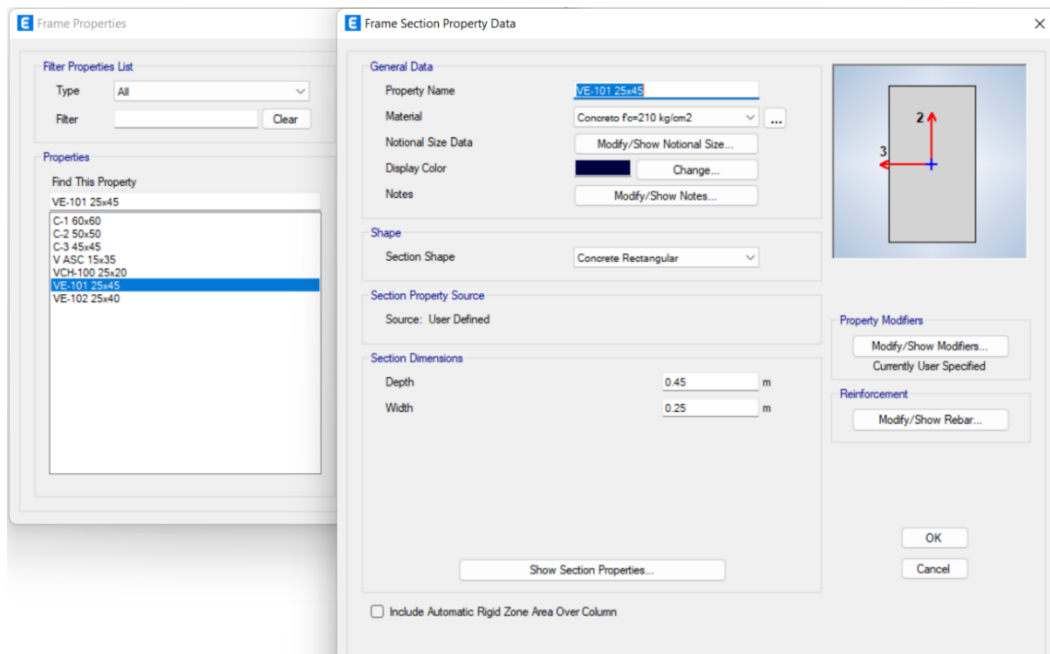 E Frame Properties
Filter Properties List
Type All
Filter Clear
Properties
Find This Property
VE-101 25x45
C-1 60x60
C-2 50x50
C-3 45x45
V ASC 15x35
VCH-100 25x20
VE-101 25x45
VE-102 25x40
E Frame Section Property Data
General Data
Property Name VE-101 25x45
Material Concreto f'c=210 kg/cm2 ...
Notional Size Data Modify/Show Notional Size...
Display Color Change...
Notes Modify/Show Notes...
Shape
Section Shape Concrete Rectangular
Section Property Source
Source: User Defined
Section Dimensions
Depth 0.45 m
Width 0.25 m
Show Section Properties...
Include Automatic Rigid Zone Area Over Column
2
3
Property Modifiers
Modify/Show Modifiers...
Currently User Specified
Reinforcement
Modify/Show Rebar...
OK
Cancel